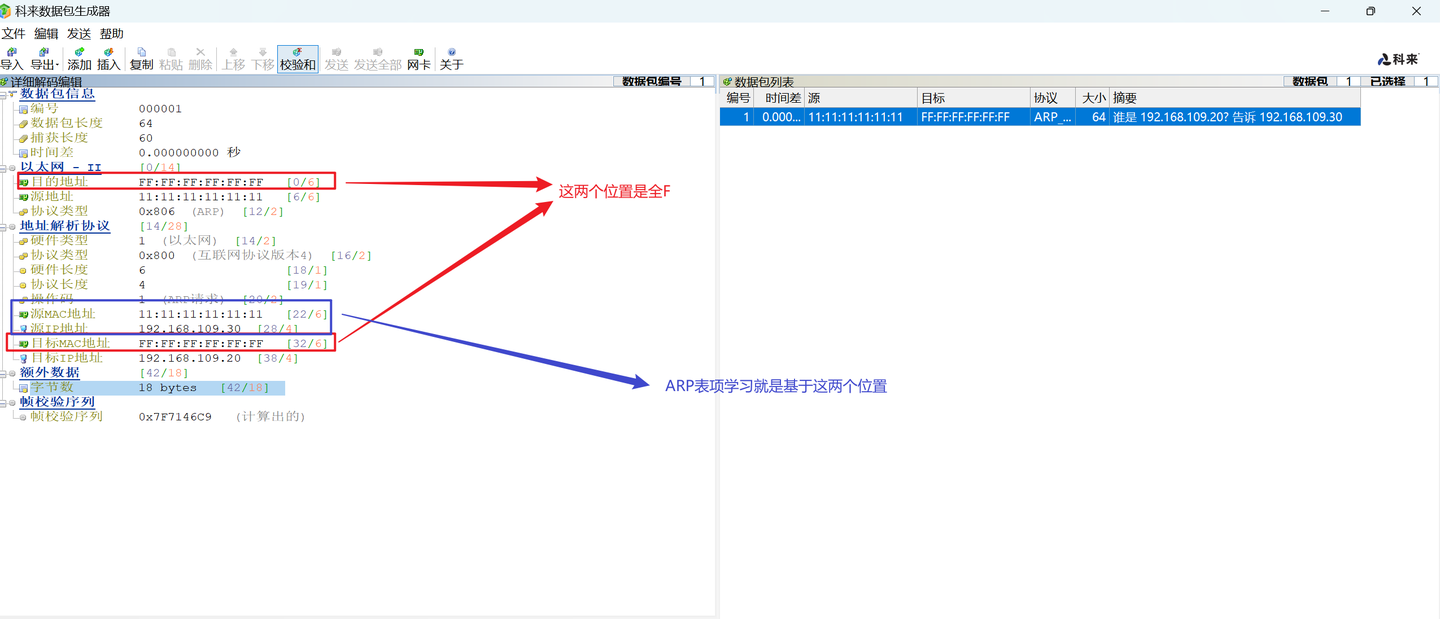 科来数据包生成器
文件 编辑 发送 帮助
导入 导出 添加 插入 复制 粘贴 删除 上移 下移 校验和 发送 发送全部 网卡 关于
科来
详细解码编辑 数据包编号 1
数据包列表 数据包 1 已选择 1
编号 时间差 源 目标 协议 大小 摘要
1 0.000... 11:11:11:11:11:11 FF:FF:FF:FF:FF:FF ARP_... 64 谁是 192.168.109.20? 告诉 192.168.109.30
数据包信息
编号 000001
数据包长度 64
捕获长度 60
时间差 0.000000000 秒
以太网 - II [0/14]
目的地址 FF:FF:FF:FF:FF:FF [0/6]
源地址 11:11:11:11:11:11 [6/6]
协议类型 0x806 (ARP) [12/2]
地址解析协议 [14/28]
硬件类型 1 (以太网) [14/2]
协议类型 0x800 (互联网协议版本4) [16/2]
硬件长度 6 [18/1]
协议长度 4 [19/1]
操作码 1 (ARP请求) [20/2]
源MAC地址 11:11:11:11:11:11 [22/6]
源IP地址 192.168.109.30 [28/4]
目标MAC地址 FF:FF:FF:FF:FF:FF [32/6]
目标IP地址 192.168.109.20 [38/4]
额外数据 [42/18]
字节数 18 bytes [42/18]
帧校验序列
帧校验序列 0x7F7146C9 (计算出的)
这两个位置是全F
ARP表项学习就是基于这两个位置